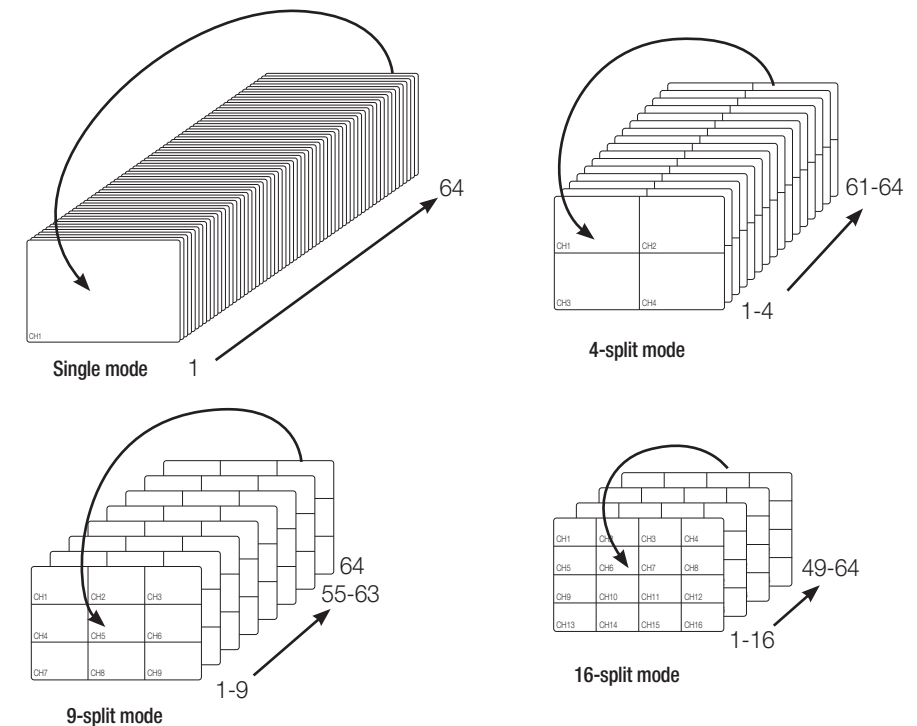 64
CH1
Single mode
1
61-64
CH1 CH2
CH3 CH4
1-4
4-split mode
64
55-63
CH1 CH2 CH3
CH4 CH5 CH6
CH7 CH8 CH9
1-9
9-split mode
49-64
CH1 CH2 CH3 CH4
CH5 CH6 CH7 CH8
CH9 CH10 CH11 CH12
CH13 CH14 CH15 CH16
1-16
16-split mode